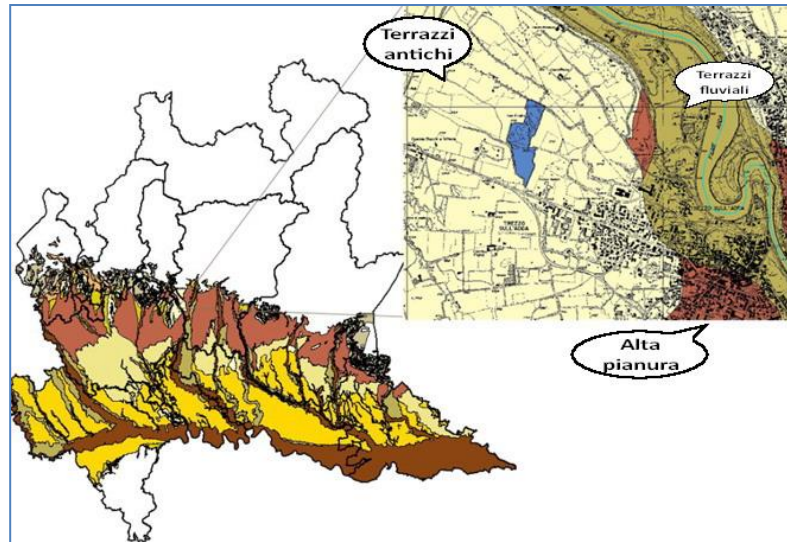 Terrazzi
antichi
Terrazzi
fluviali
TREZZO
SULL'ADDA
Alta
pianura